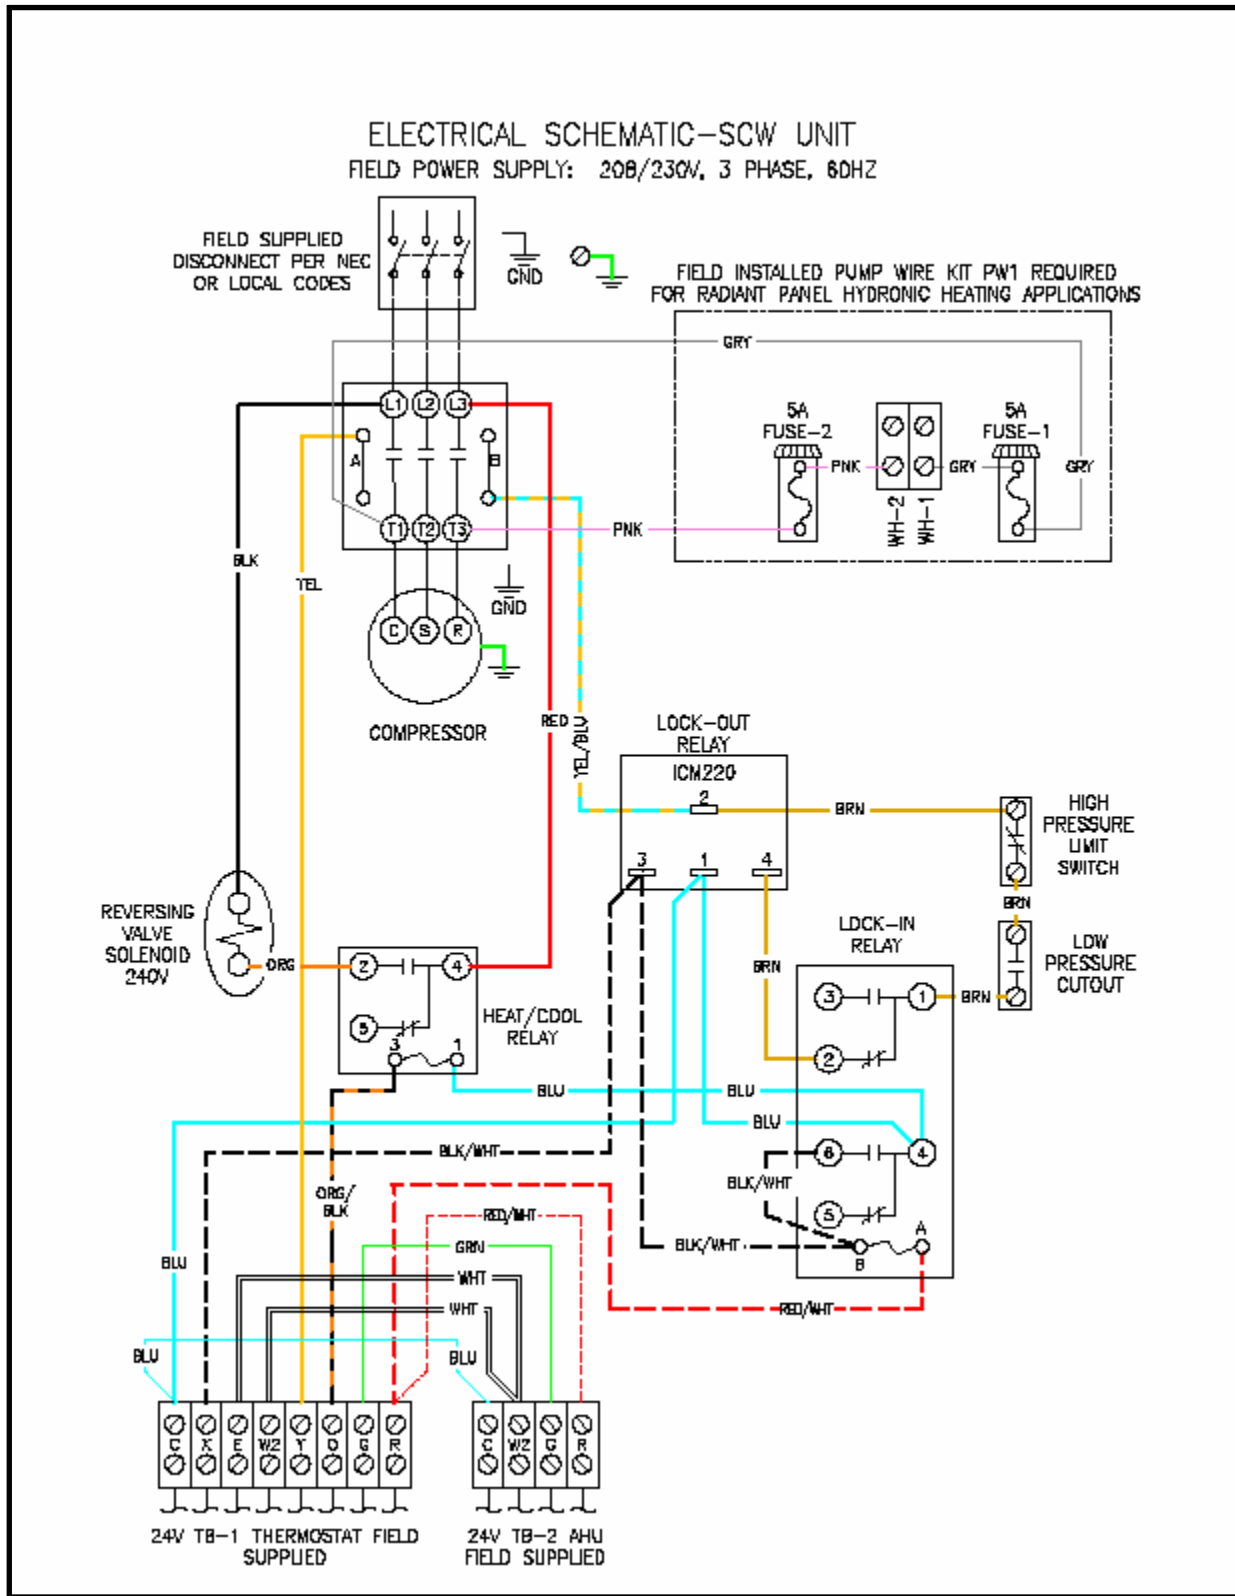 ELECTRICAL SCHEMATIC-SCW UNIT
FIELD POWER SUPPLY: 208/230V, 3 PHASE, 60HZ
FIELD SUPPLIED
DISCONNECT PER NEC
OR LOCAL CODES
GND
FIELD INSTALLED PUMP WIRE KIT PW1 REQUIRED
FOR RADIANT PANEL HYDRONIC HEATING APPLICATIONS
GRY
L1 L2 L3
5A
FUSE-2
5A
FUSE-1
A
B
PNK
GRY
GRY
WH-2
WH-1
T1 T2 T3
PNK
BLK
YEL
GND
C S R
COMPRESSOR
RED
YEL/BLU
LOCK-OUT
RELAY
ICM220
2
BRN
3 1 4
HIGH
PRESSURE
LIMIT
SWITCH
BRN
REVERSING
VALVE
SOLENOID
240V
ORG
2
4
5
3 1
HEAT/COOL
RELAY
BRN
LOCK-IN
RELAY
3
1
2
BRN
LOW
PRESSURE
CUTOUT
BLU
BLU
BLU
BLK/WHT
6
4
BLK/WHT
5
A
B
ORG/
BLK
RED/WHT
BLK/WHT
GRN
BLU
WHT
WHT
RED/WHT
BLU
BLU
C X E W2 Y O G R
C W2 G R
24V TB-1 THERMOSTAT FIELD
SUPPLIED
24V TB-2 AHU
FIELD SUPPLIED